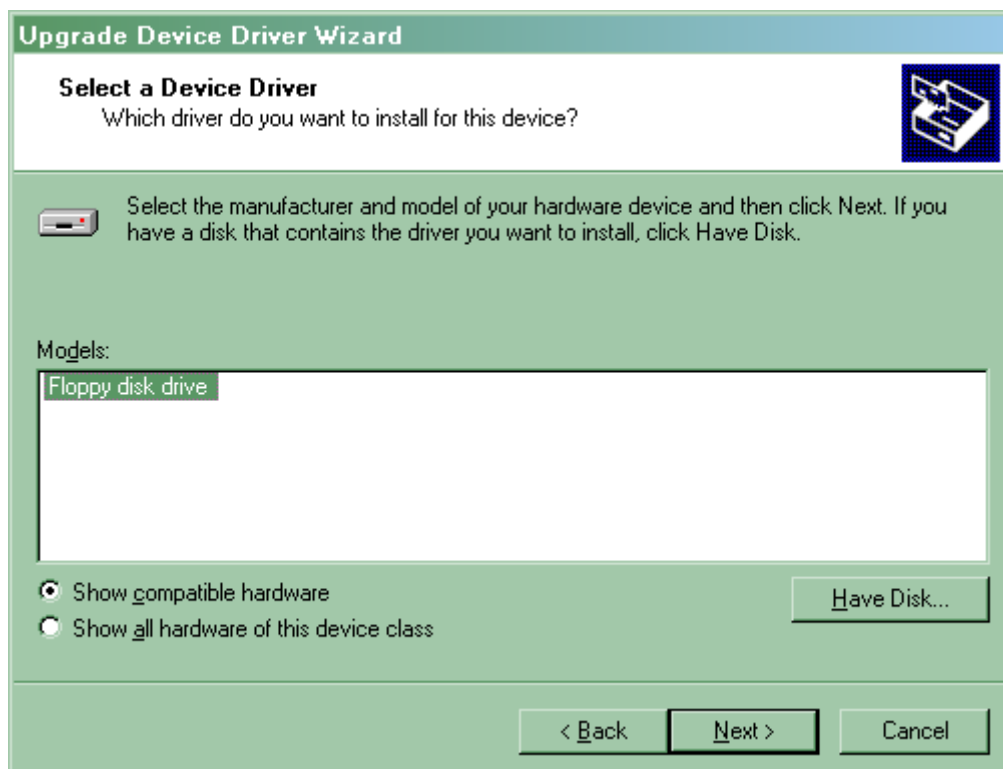 Upgrade Device Driver Wizard
Select a Device Driver
Which driver do you want to install for this device?
Select the manufacturer and model of your hardware device and then click Next. If you
have a disk that contains the driver you want to install, click Have Disk.
Models:
Floppy disk drive
Show compatible hardware
Have Disk...
Show all hardware of this device class
< Back
Next >
Cancel